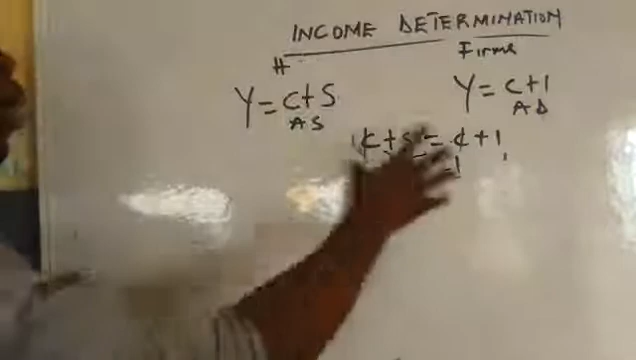 INCOME DETERMINATION
H Firms
Y = C+S Y = C+I
AS AD
C+S = C+I
= I